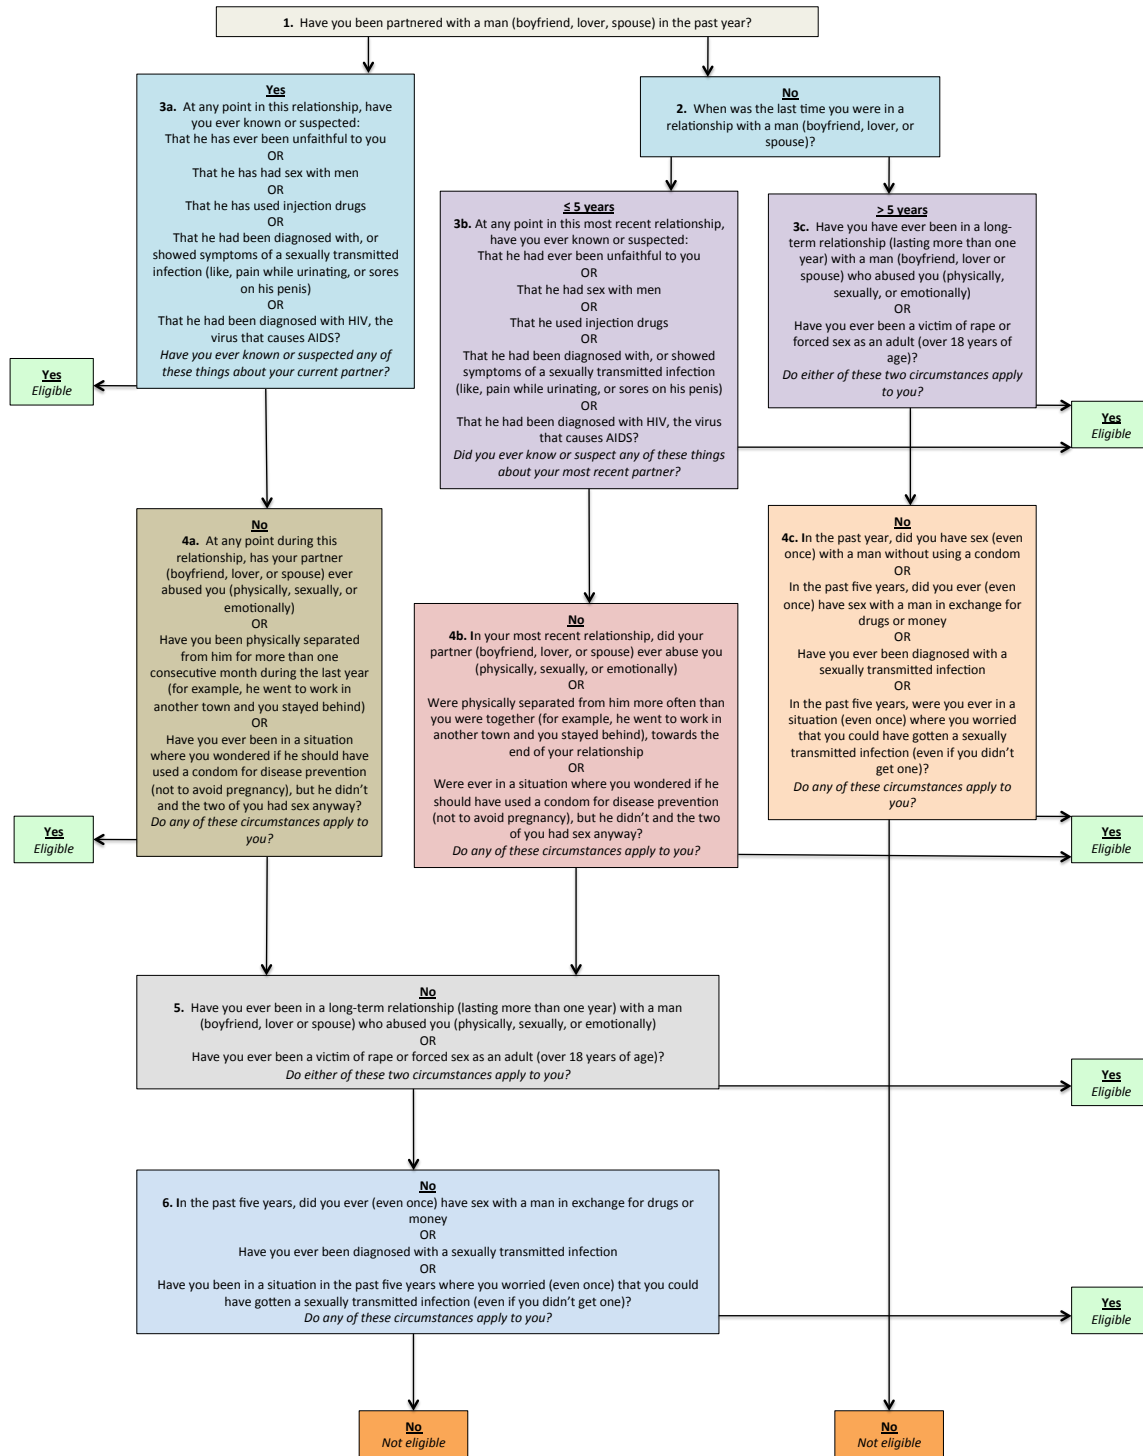 1. Have you been partnered with a man (boyfriend, lover, spouse) in the past year?
Yes
3a. At any point in this relationship, have
you ever known or suspected:
That he has ever been unfaithful to you
OR
That he has had sex with men
OR
That he has used injection drugs
OR
That he had been diagnosed with, or
showed symptoms of a sexually transmitted
infection (like, pain while urinating, or sores
on his penis)
OR
That he had been diagnosed with HIV, the
virus that causes AIDS?
Have you ever known or suspected any of
these things about your current partner?
No
2. When was the last time you were in a
relationship with a man (boyfriend, lover, or
spouse)?
≤ 5 years
3b. At any point in this most recent relationship,
have you ever known or suspected:
That he had ever been unfaithful to you
OR
That he had sex with men
OR
That he used injection drugs
OR
That he had been diagnosed with, or showed
symptoms of a sexually transmitted infection
(like, pain while urinating, or sores on his penis)
OR
That he had been diagnosed with HIV, the virus
that causes AIDS?
Did you ever know or suspect any of these things
about your most recent partner?
> 5 years
3c. Have you have ever been in a long-
term relationship (lasting more than one
year) with a man (boyfriend, lover or
spouse) who abused you (physically,
sexually, or emotionally)
OR
Have you ever been a victim of rape or
forced sex as an adult (over 18 years of
age)?
Do either of these two circumstances apply
to you?
Yes
Eligible
Yes
Eligible
No
4a. At any point during this
relationship, has your partner
(boyfriend, lover, or spouse) ever
abused you (physically, sexually, or
emotionally)
OR
Have you been physically separated
from him for more than one
consecutive month during the last year
(for example, he went to work in
another town and you stayed behind)
OR
Have you ever been in a situation
where you wondered if he should have
used a condom for disease prevention
(not to avoid pregnancy), but he didn't
and the two of you had sex anyway?
Do any of these circumstances apply to
you?
No
4b. In your most recent relationship, did your
partner (boyfriend, lover, or spouse) ever abuse you
(physically, sexually, or emotionally)
OR
Were physically separated from him more often than
you were together (for example, he went to work in
another town and you stayed behind), towards the
end of your relationship
OR
Were ever in a situation where you wondered if he
should have used a condom for disease prevention
(not to avoid pregnancy), but he didn't and the two
of you had sex anyway?
Do any of these circumstances apply to you?
No
4c. In the past year, did you have sex (even
once) with a man without using a condom
OR
In the past five years, did you ever (even
once) have sex with a man in exchange for
drugs or money
OR
Have you ever been diagnosed with a
sexually transmitted infection
OR
In the past five years, were you ever in a
situation (even once) where you worried
that you could have gotten a sexually
transmitted infection (even if you didn't
get one)?
Do any of these circumstances apply to
you?
Yes
Eligible
Yes
Eligible
No
5. Have you ever been in a long-term relationship (lasting more than one year) with a man
(boyfriend, lover or spouse) who abused you (physically, sexually, or emotionally)
OR
Have you ever been a victim of rape or forced sex as an adult (over 18 years of age)?
Do either of these two circumstances apply to you?
Yes
Eligible
No
6. In the past five years, did you ever (even once) have sex with a man in exchange for drugs or
money
OR
Have you ever been diagnosed with a sexually transmitted infection
OR
Have you been in a situation in the past five years where you worried (even once) that you could
have gotten a sexually transmitted infection (even if you didn't get one)?
Do any of these circumstances apply to you?
Yes
Eligible
No
Not eligible
No
Not eligible